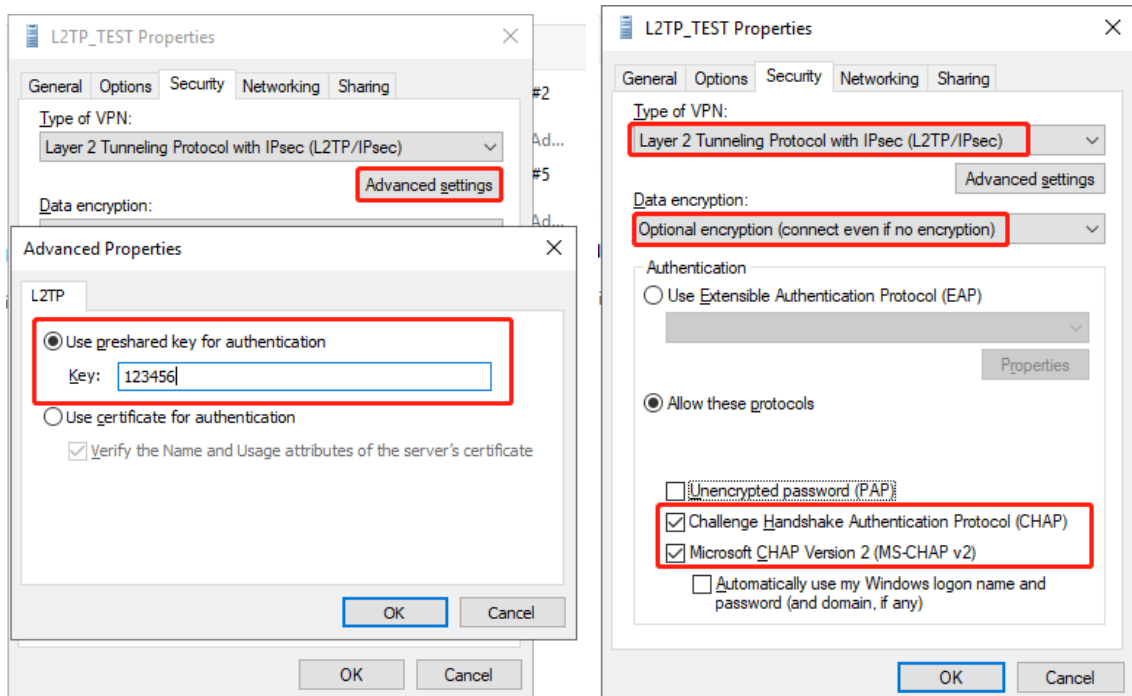 L2TP_TEST Properties
General Options Security Networking Sharing
Type of VPN:
Layer 2 Tunneling Protocol with IPsec (L2TP/IPsec)
Advanced settings
Data encryption:
#2
Ad...
#5
Ad...
Advanced Properties
L2TP
Use preshared key for authentication
Key: 123456
Use certificate for authentication
Verify the Name and Usage attributes of the server's certificate
OK Cancel
OK Cancel
L2TP_TEST Properties
General Options Security Networking Sharing
Type of VPN:
Layer 2 Tunneling Protocol with IPsec (L2TP/IPsec)
Advanced settings
Data encryption:
Optional encryption (connect even if no encryption)
Authentication
Use Extensible Authentication Protocol (EAP)
Properties
Allow these protocols
Unencrypted password (PAP)
Challenge Handshake Authentication Protocol (CHAP)
Microsoft CHAP Version 2 (MS-CHAP v2)
Automatically use my Windows logon name and
password (and domain, if any)
OK Cancel